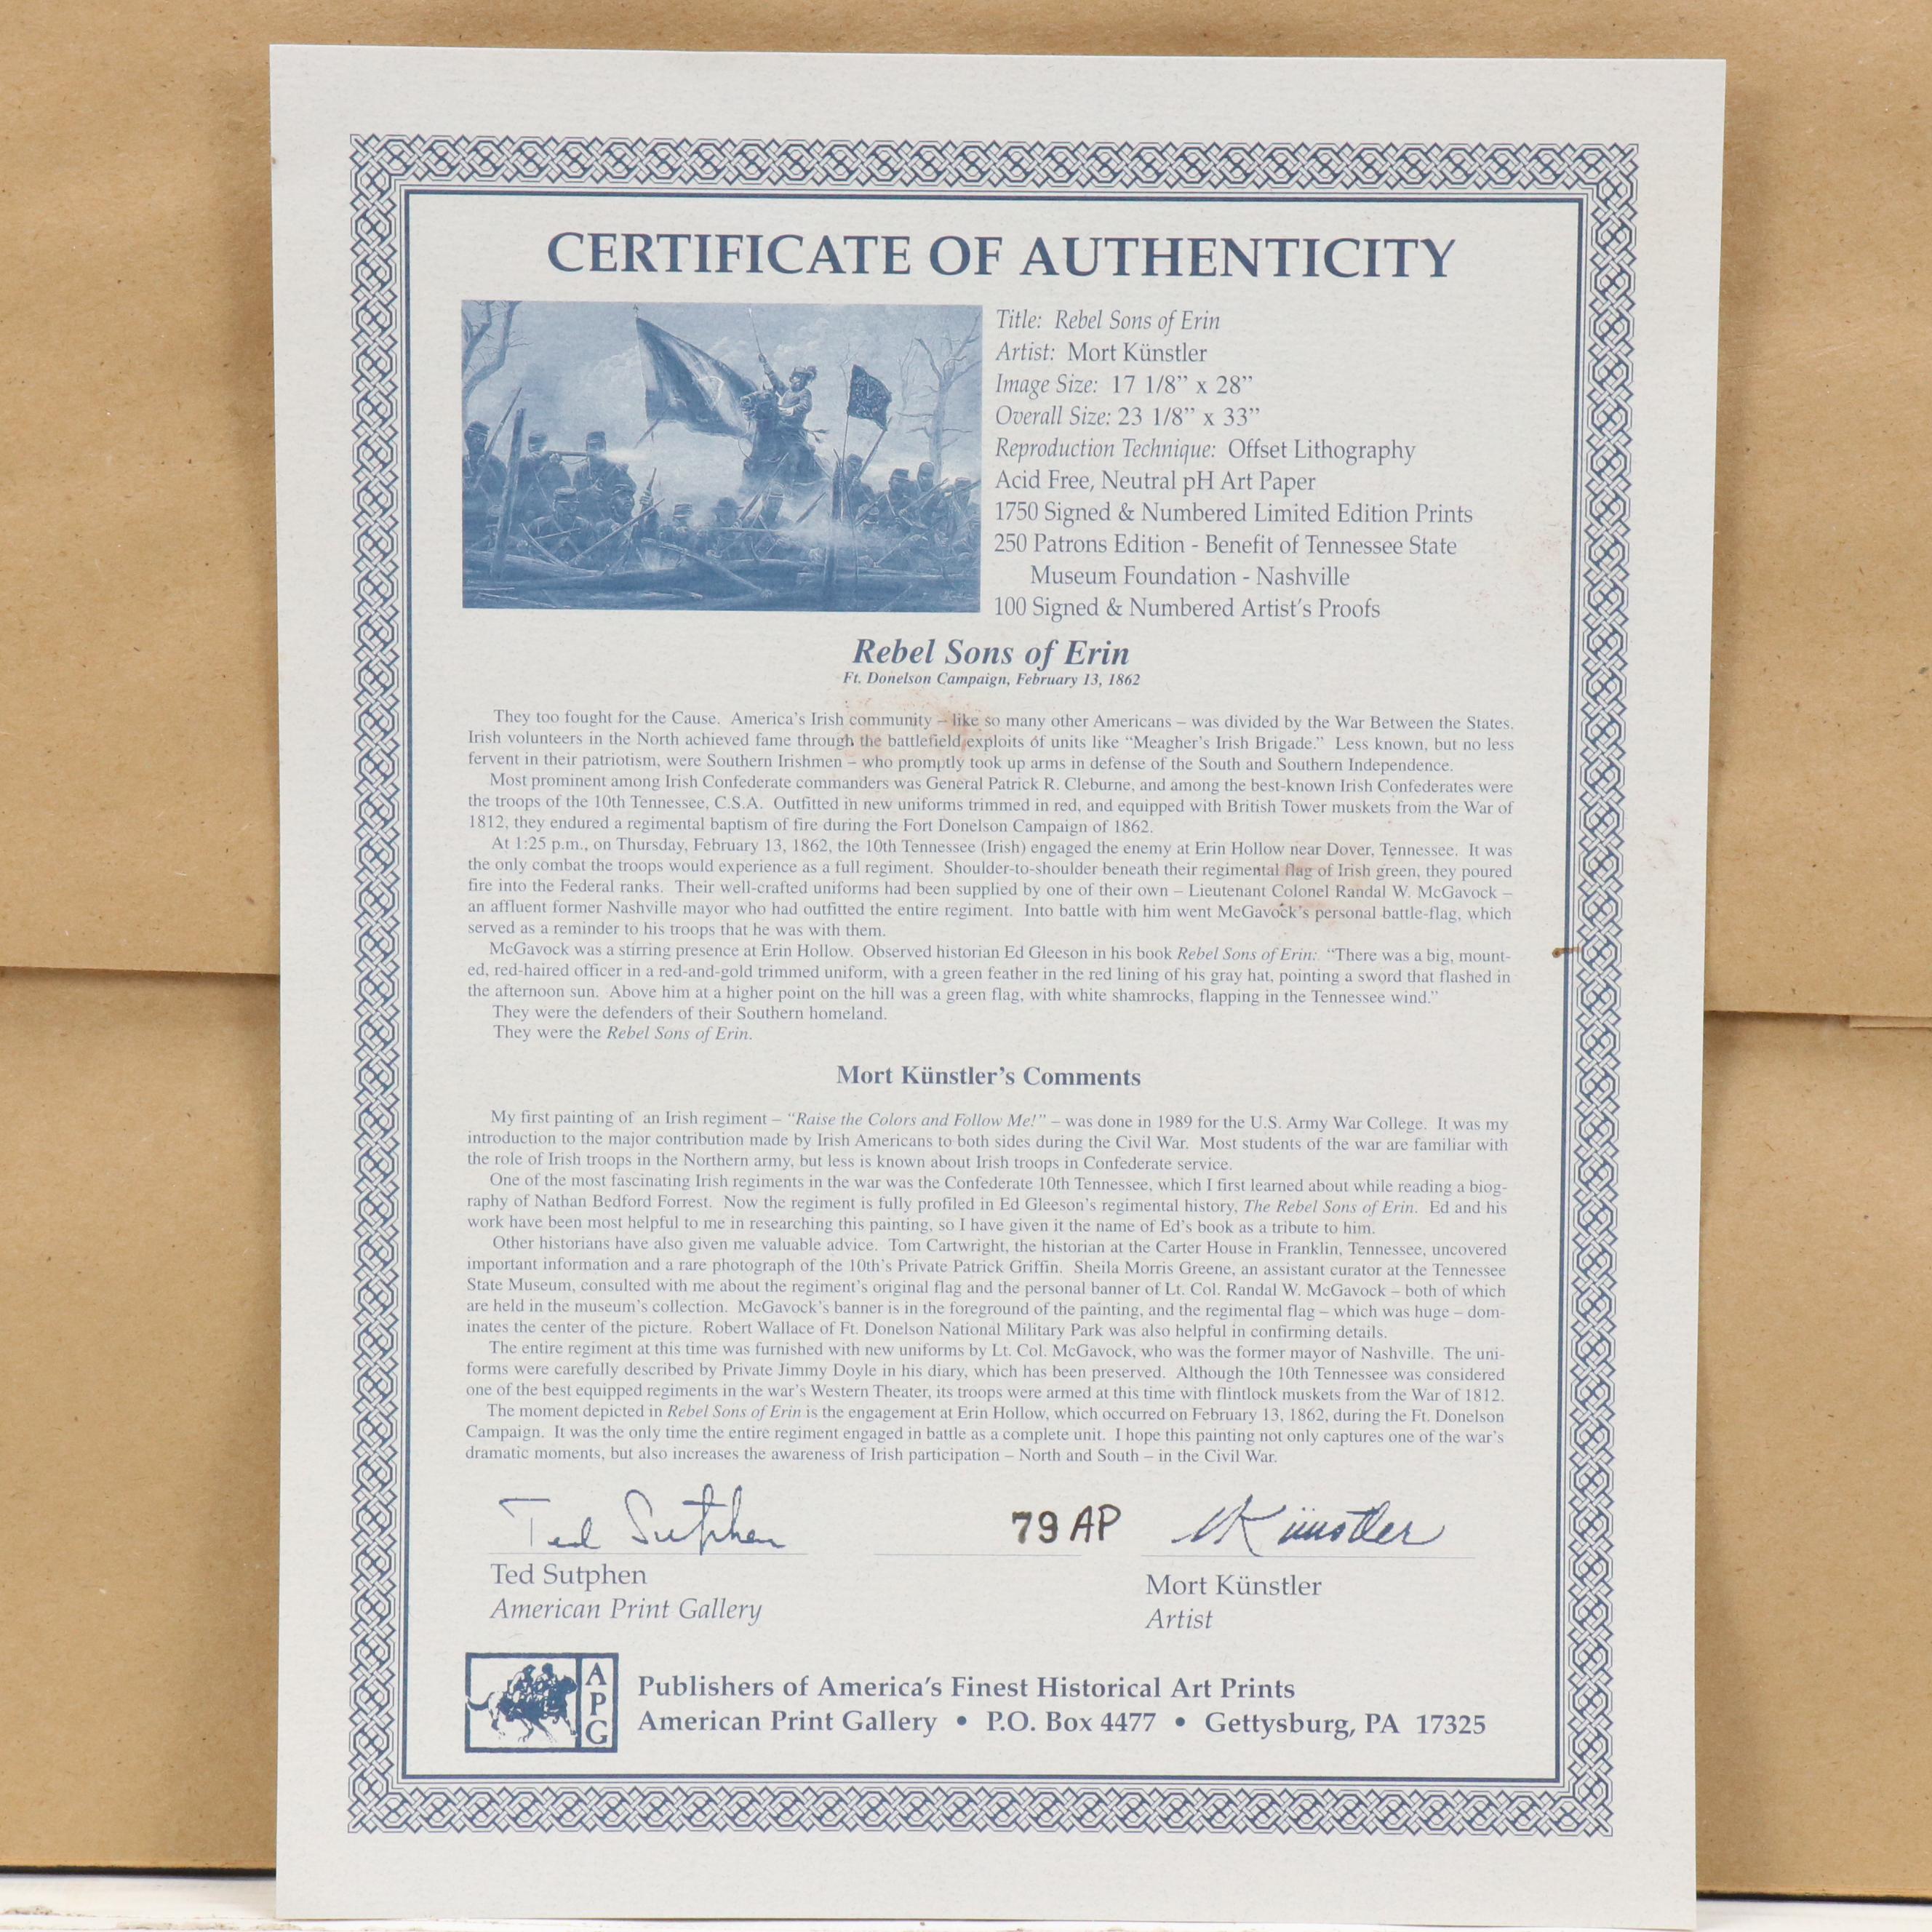 CERTIFICATE OF AUTHENTICITY
Title: Rebel Sons of Erin
Artist: Mort Künstler
Image Size: 17 1/8” x 28”
Overall Size: 23 1/8” x 33”
Reproduction Technique: Offset Lithography
Acid Free, Neutral pH Art Paper
1750 Signed & Numbered Limited Edition Prints
250 Patrons Edition - Benefit of Tennessee State
Museum Foundation - Nashville
100 Signed & Numbered Artist’s Proofs
Rebel Sons of Erin
Ft. Donelson Campaign, February 13, 1862
They too fought for the Cause. America’s Irish community – like so many other Americans – was divided by the War Between the States.
Irish volunteers in the North achieved fame through the battlefield exploits of units like “Meagher’s Irish Brigade.” Less known, but no less
fervent in their patriotism, were Southern Irishmen – who promptly took up arms in defense of the South and Southern Independence.
Most prominent among Irish Confederate commanders was General Patrick R. Cleburne, and among the best-known Irish Confederates were
the troops of the 10th Tennessee, C.S.A. Outfitted in new uniforms trimmed in red, and equipped with British Tower muskets from the War of
1812, they endured a regimental baptism of fire during the Fort Donelson Campaign of 1862.
At 1:25 p.m., on Thursday, February 13, 1862, the 10th Tennessee (Irish) engaged the enemy at Erin Hollow near Dover, Tennessee. It was
the only combat the troops would experience as a full regiment. Shoulder-to-shoulder beneath their regimental flag of Irish green, they poured
fire into the Federal ranks. Their well-crafted uniforms had been supplied by one of their own – Lieutenant Colonel Randal W. McGavock –
an affluent former Nashville mayor who had outfitted the entire regiment. Into battle with him went McGavock’s personal battle-flag, which
served as a reminder to his troops that he was with them.
McGavock was a stirring presence at Erin Hollow. Observed historian Ed Gleeson in his book Rebel Sons of Erin: “There was a big, mount-
ed, red-haired officer in a red-and-gold trimmed uniform, with a green feather in the red lining of his gray hat, pointing a sword that flashed in
the afternoon sun. Above him at a higher point on the hill was a green flag, with white shamrocks, flapping in the Tennessee wind.”
They were the defenders of their Southern homeland.
They were the Rebel Sons of Erin.
Mort Künstler’s Comments
My first painting of an Irish regiment – “Raise the Colors and Follow Me!” – was done in 1989 for the U.S. Army War College. It was my
introduction to the major contribution made by Irish Americans to both sides during the Civil War. Most students of the war are familiar with
the role of Irish troops in the Northern army, but less is known about Irish troops in Confederate service.
One of the most fascinating Irish regiments in the war was the Confederate 10th Tennessee, which I first learned about while reading a biog-
raphy of Nathan Bedford Forrest. Now the regiment is fully profiled in Ed Gleeson’s regimental history, The Rebel Sons of Erin. Ed and his
work have been most helpful to me in researching this painting, so I have given it the name of Ed’s book as a tribute to him.
Other historians have also given me valuable advice. Tom Cartwright, the historian at the Carter House in Franklin, Tennessee, uncovered
important information and a rare photograph of the 10th’s Private Patrick Griffin. Sheila Morris Greene, an assistant curator at the Tennessee
State Museum, consulted with me about the regiment’s original flag and the personal banner of Lt. Col. Randal W. McGavock – both of which
are held in the museum’s collection. McGavock’s banner is in the foreground of the painting, and the regimental flag – which was huge – dom-
inates the center of the picture. Robert Wallace of Ft. Donelson National Military Park was also helpful in confirming details.
The entire regiment at this time was furnished with new uniforms by Lt. Col. McGavock, who was the former mayor of Nashville. The uni-
forms were carefully described by Private Jimmy Doyle in his diary, which has been preserved. Although the 10th Tennessee was considered
one of the best equipped regiments in the war’s Western Theater, its troops were armed at this time with flintlock muskets from the War of 1812.
The moment depicted in Rebel Sons of Erin is the engagement at Erin Hollow, which occurred on February 13, 1862, during the Ft. Donelson
Campaign. It was the only time the entire regiment engaged in battle as a complete unit. I hope this painting not only captures one of the war’s
dramatic moments, but also increases the awareness of Irish participation – North and South – in the Civil War.
Ted Sutphen 79 AP MKünstler
Ted Sutphen
American Print Gallery
Mort Künstler
Artist
APG
Publishers of America’s Finest Historical Art Prints
American Print Gallery • P.O. Box 4477 • Gettysburg, PA 17325